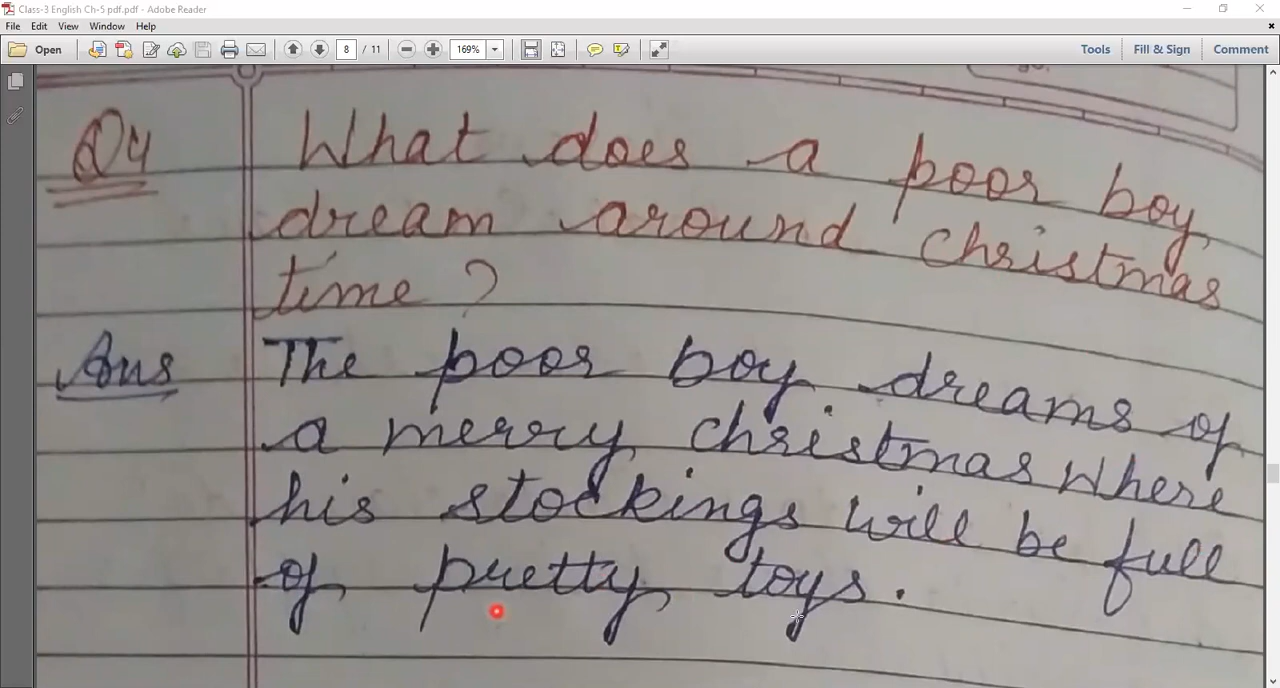 Class-3 English Ch-5 pdf.pdf - Adobe Reader
File Edit View Window Help
Open 8 / 11 169% Tools Fill & Sign Comment
Q4 What does a poor boy
dream around christmas
time ?
Ans The poor boy dreams of
a merry christmas where
his stockings will be full
of pretty toys.